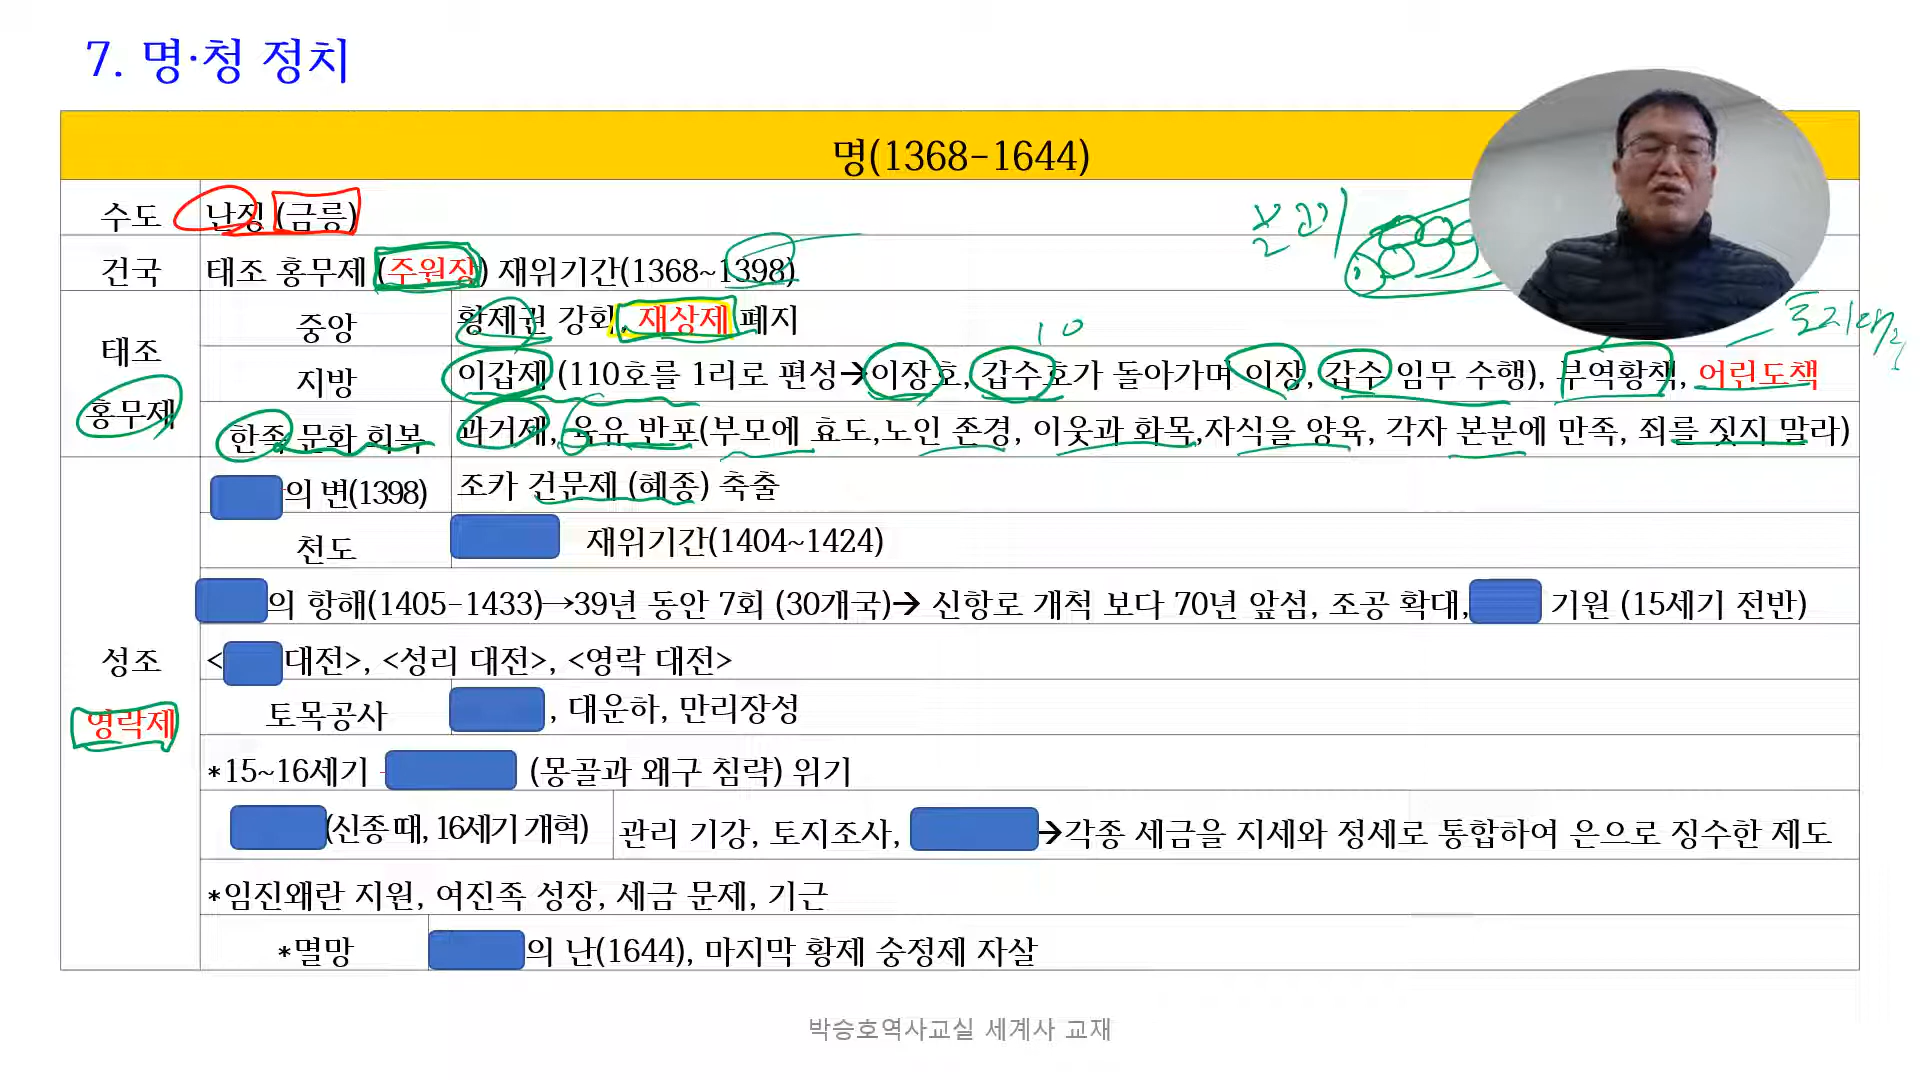 7. 명·청 정치
명(1368-1644)
수도 난징 (금릉)
건국 태조 홍무제 (주원장) 재위기간(1368~1398)
태조 홍무제
중앙 황제권 강화, 재상제 폐지
10
지방 이갑제 (110호를 1리로 편성→이장호, 갑수호가 돌아가며 이장, 갑수 임무 수행), 부역황책, 어린도책
한족 문화 회복 과거제, 육유 반포(부모에 효도,노인 존경, 이웃과 화목,자식을 양육, 각자 본분에 만족, 죄를 짓지 말라)
성조 영락제
의 변(1398) 조카 건문제 (혜종) 축출
천도 재위기간(1404~1424)
의 항해(1405-1433)→39년 동안 7회 (30개국)→ 신항로 개척 보다 70년 앞섬, 조공 확대, 기원 (15세기 전반)
< 대전>, <성리 대전>, <영락 대전>
토목공사 , 대운하, 만리장성
*15~16세기 (몽골과 왜구 침략) 위기
(신종 때, 16세기 개혁) 관리 기강, 토지조사, →각종 세금을 지세와 정세로 통합하여 은으로 징수한 제도
*임진왜란 지원, 여진족 성장, 세금 문제, 기근
*멸망 의 난(1644), 마지막 황제 숭정제 자살
박승호역사교실 세계사 교재